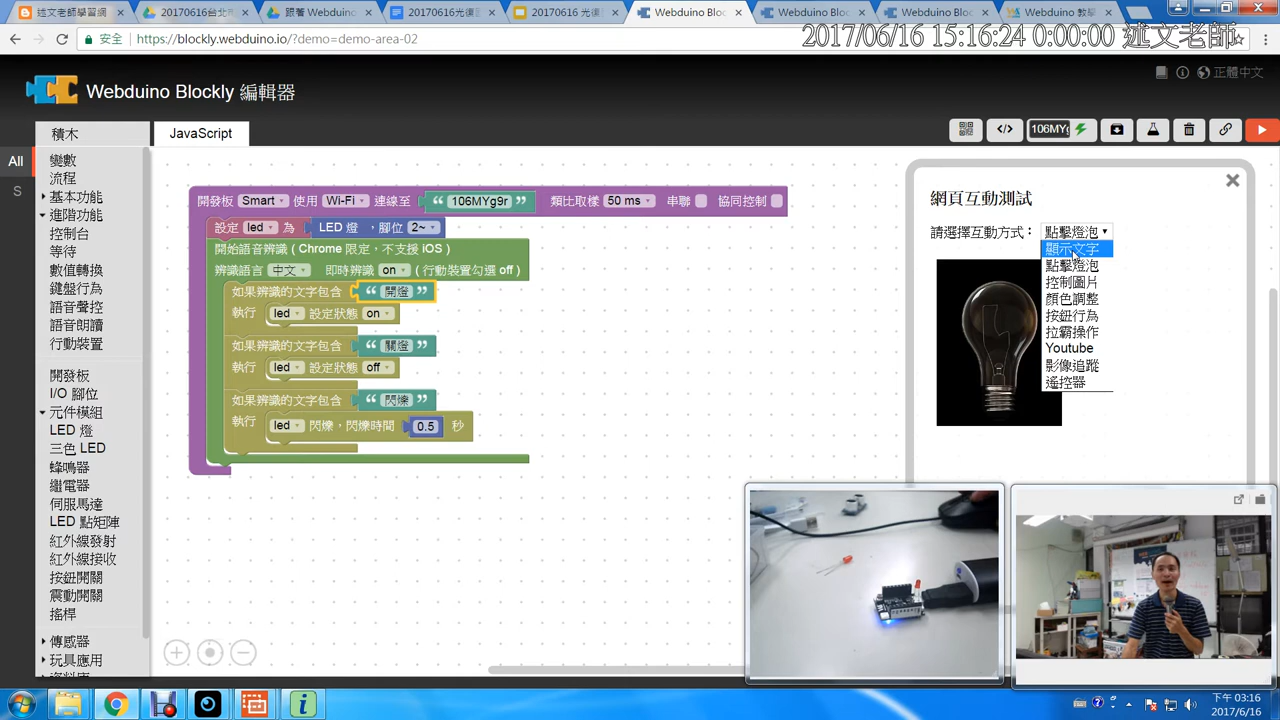 述文老師學習網
20170616台北
跟著 Webduino
20170616光復
20170616 光復
Webduino Bloc
Webduino Bloc
Webduino Bloc
Webduino 教學
安全
https://blockly.webduino.io/?demo=demo-area-02
2017/06/16 15:16:24 0:00:00 述文老師
Webduino Blockly 編輯器
正體中文
積木
JavaScript
106MYg
All
S
變數
流程
基本功能
進階功能
控制台
等待
數值轉換
鍵盤行為
語音聲控
語音朗讀
行動裝置
開發板
I/O 腳位
元件模組
LED 燈
三色 LED
蜂鳴器
繼電器
伺服馬達
LED 點矩陣
紅外線發射
紅外線接收
按鈕開關
震動開關
搖桿
傳感器
玩具應用
開發板 Smart 使用 Wi-Fi 連線至 “ 106MYg9r ” 類比取樣 50 ms 串聯 協同控制
設定 led 為 LED 燈 ，腳位 2~
開始語音辨識 ( Chrome 限定，不支援 iOS )
辨識語言 中文 即時辨識 on ( 行動裝置勾選 off )
如果辨識的文字包含 “ 開燈 ”
執行 led 設定狀態 on
如果辨識的文字包含 “ 關燈 ”
執行 led 設定狀態 off
如果辨識的文字包含 “ 閃爍 ”
執行 led 閃爍，閃爍時間 0.5 秒
網頁互動測試
請選擇互動方式： 點擊燈泡
顯示文字
點擊燈泡
控制圖片
顏色調整
按鈕行為
拉霸操作
Youtube
影像追蹤
遙控器
下午 03:16
2017/6/16